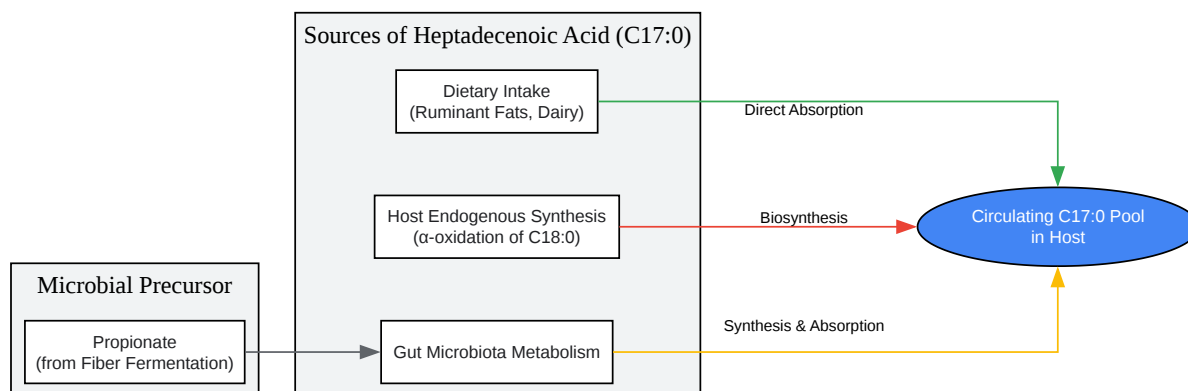 Sources of Heptadecenoic Acid (C17:0)
Dietary Intake
(Ruminant Fats, Dairy)
Direct Absorption
Host Endogenous Synthesis
(α-oxidation of C18:0)
Biosynthesis
Circulating C17:0 Pool
in Host
Microbial Precursor
Propionate
(from Fiber Fermentation)
Gut Microbiota Metabolism
Synthesis & Absorption